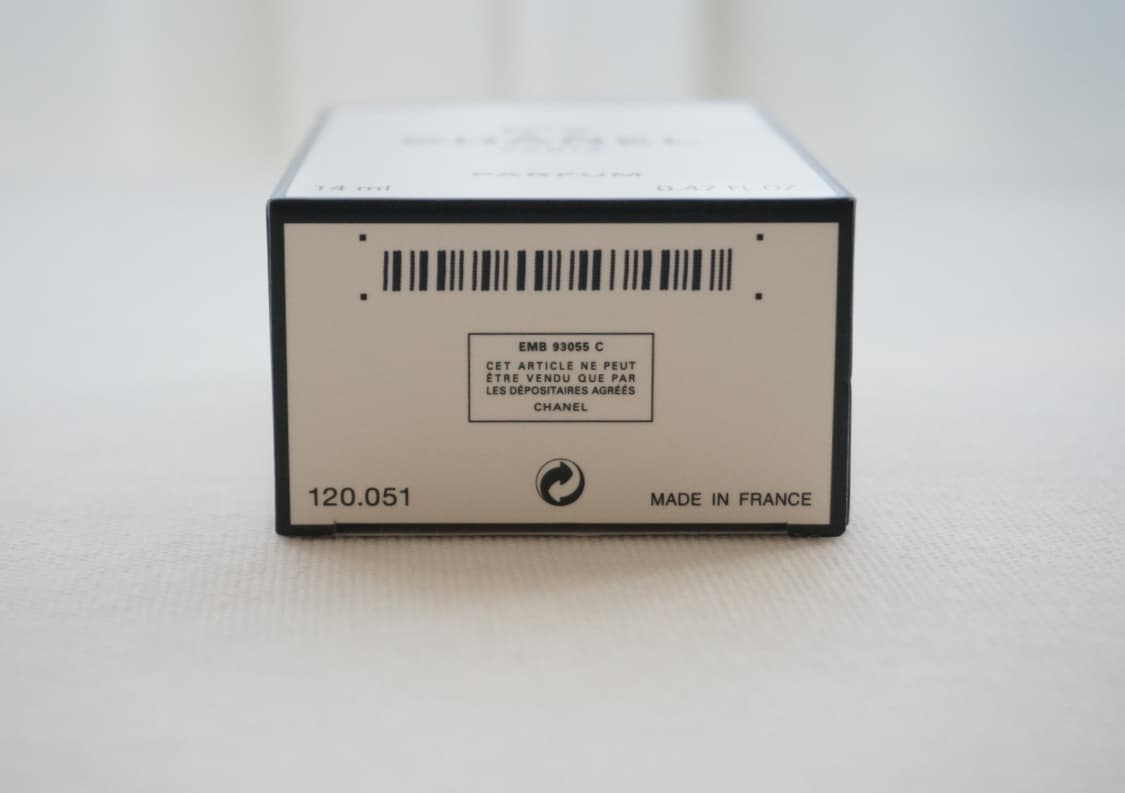 CHANEL
PARFUM
14 ml
0.47 FL OZ
EMB 93055 C
CET ARTICLE NE PEUT
ÊTRE VENDU QUE PAR
LES DÉPOSITAIRES AGRÉÉS
CHANEL
120.051
MADE IN FRANCE